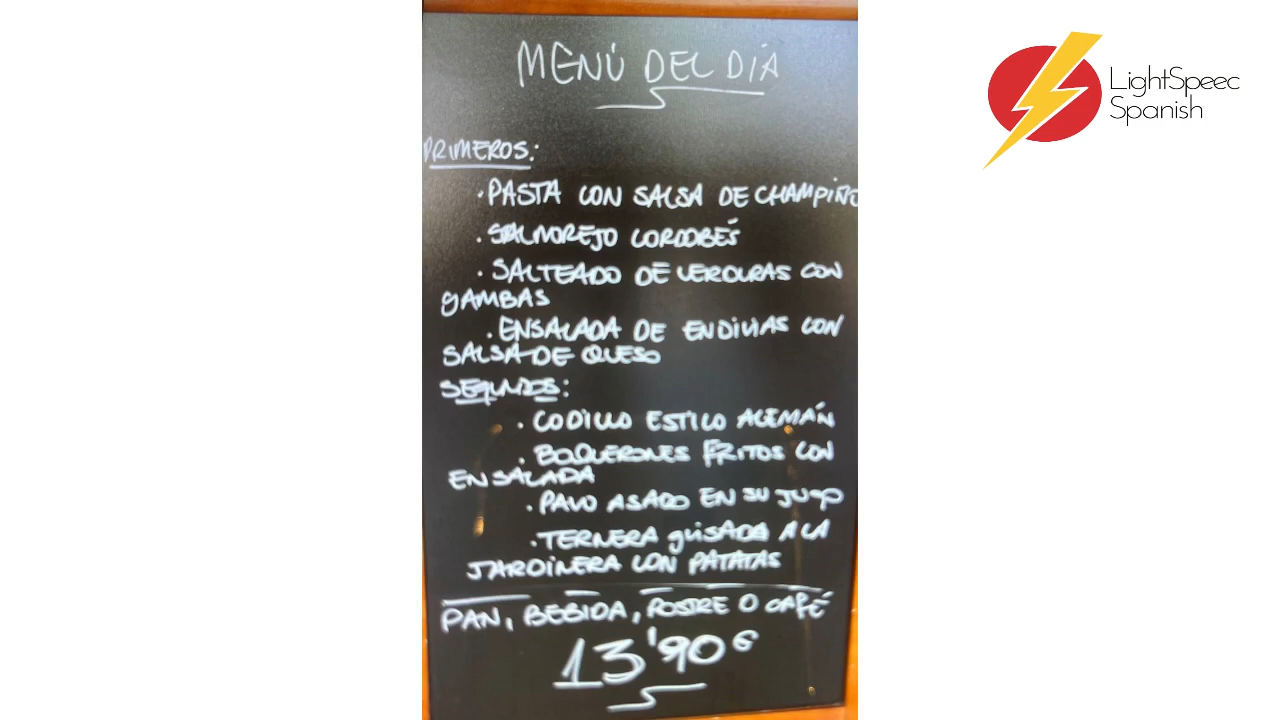 MENÚ DEL DÍA
PRIMEROS:
· PASTA CON SALSA DE CHAMPIÑO
· SALMOREJO CORDOBÉS
· SALTEADO DE VERDURAS CON
GAMBAS
· ENSALADA DE ENDIVIAS CON
SALSA DE QUESO
SEGUNDOS:
· CODILLO ESTILO ALEMÁN
· BOQUERONES FRITOS CON
ENSALADA
· PAVO ASADO EN SU JUGO
· TERNERA GUISADA A LA
JARDINERA CON PATATAS
PAN, BEBIDA, POSTRE O CAFÉ
13'90€
LightSpeec
Spanish